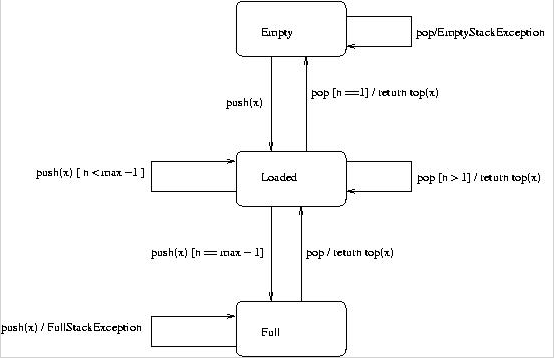 Empty
pop/EmptyStackException
push(x)
pop [n ==1] / return top(x)
push(x) [ n < max -1 ]
Loaded
pop [n > 1] / return top(x)
push(x) [n == max - 1]
pop / return top(x)
push(x) / FullStackException
Full